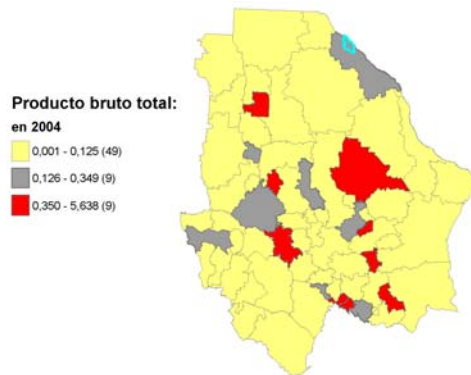 Producto bruto total:
en 2004
0,001 - 0,125 (49)
0,126 - 0,349 (9)
0,350 - 5,638 (9)